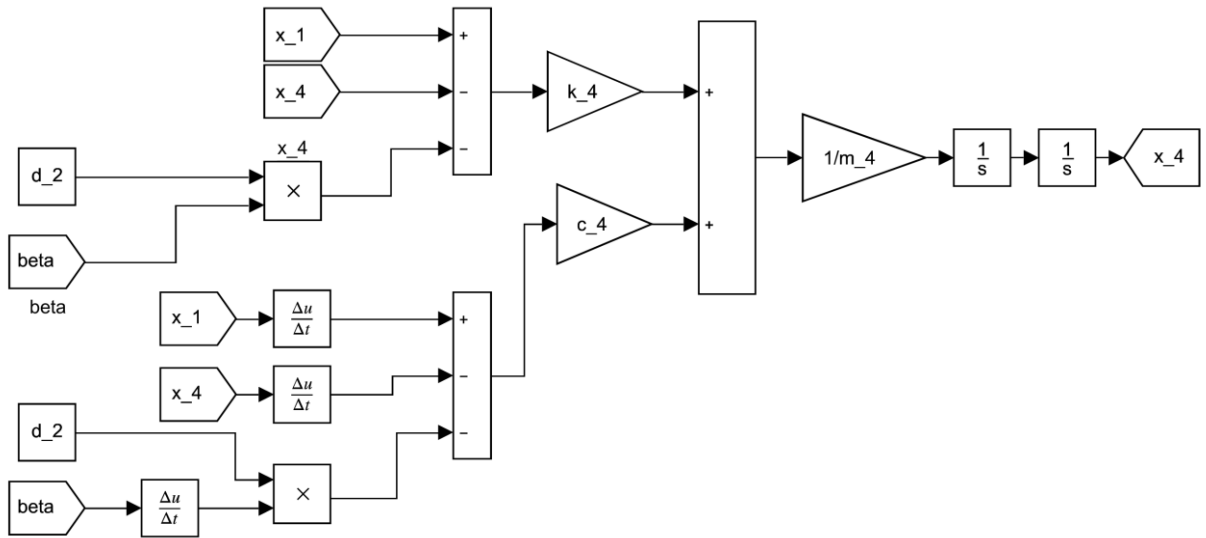 x_1
+
x_4
−
k_4
+
x_4
−
d_2
×
1/m_4
1
s
1
s
x_4
beta
beta
c_4
+
x_1
Δu
Δt
+
x_4
Δu
Δt
−
d_2
−
beta
Δu
Δt
×